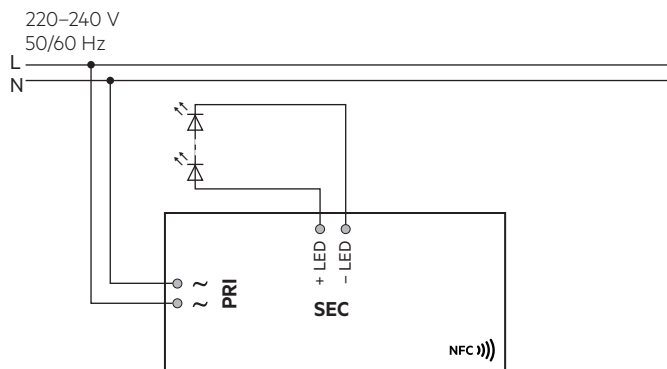 220–240 V
50/60 Hz
L
N
+ LED
– LED
~
~
PRI
SEC
NFC